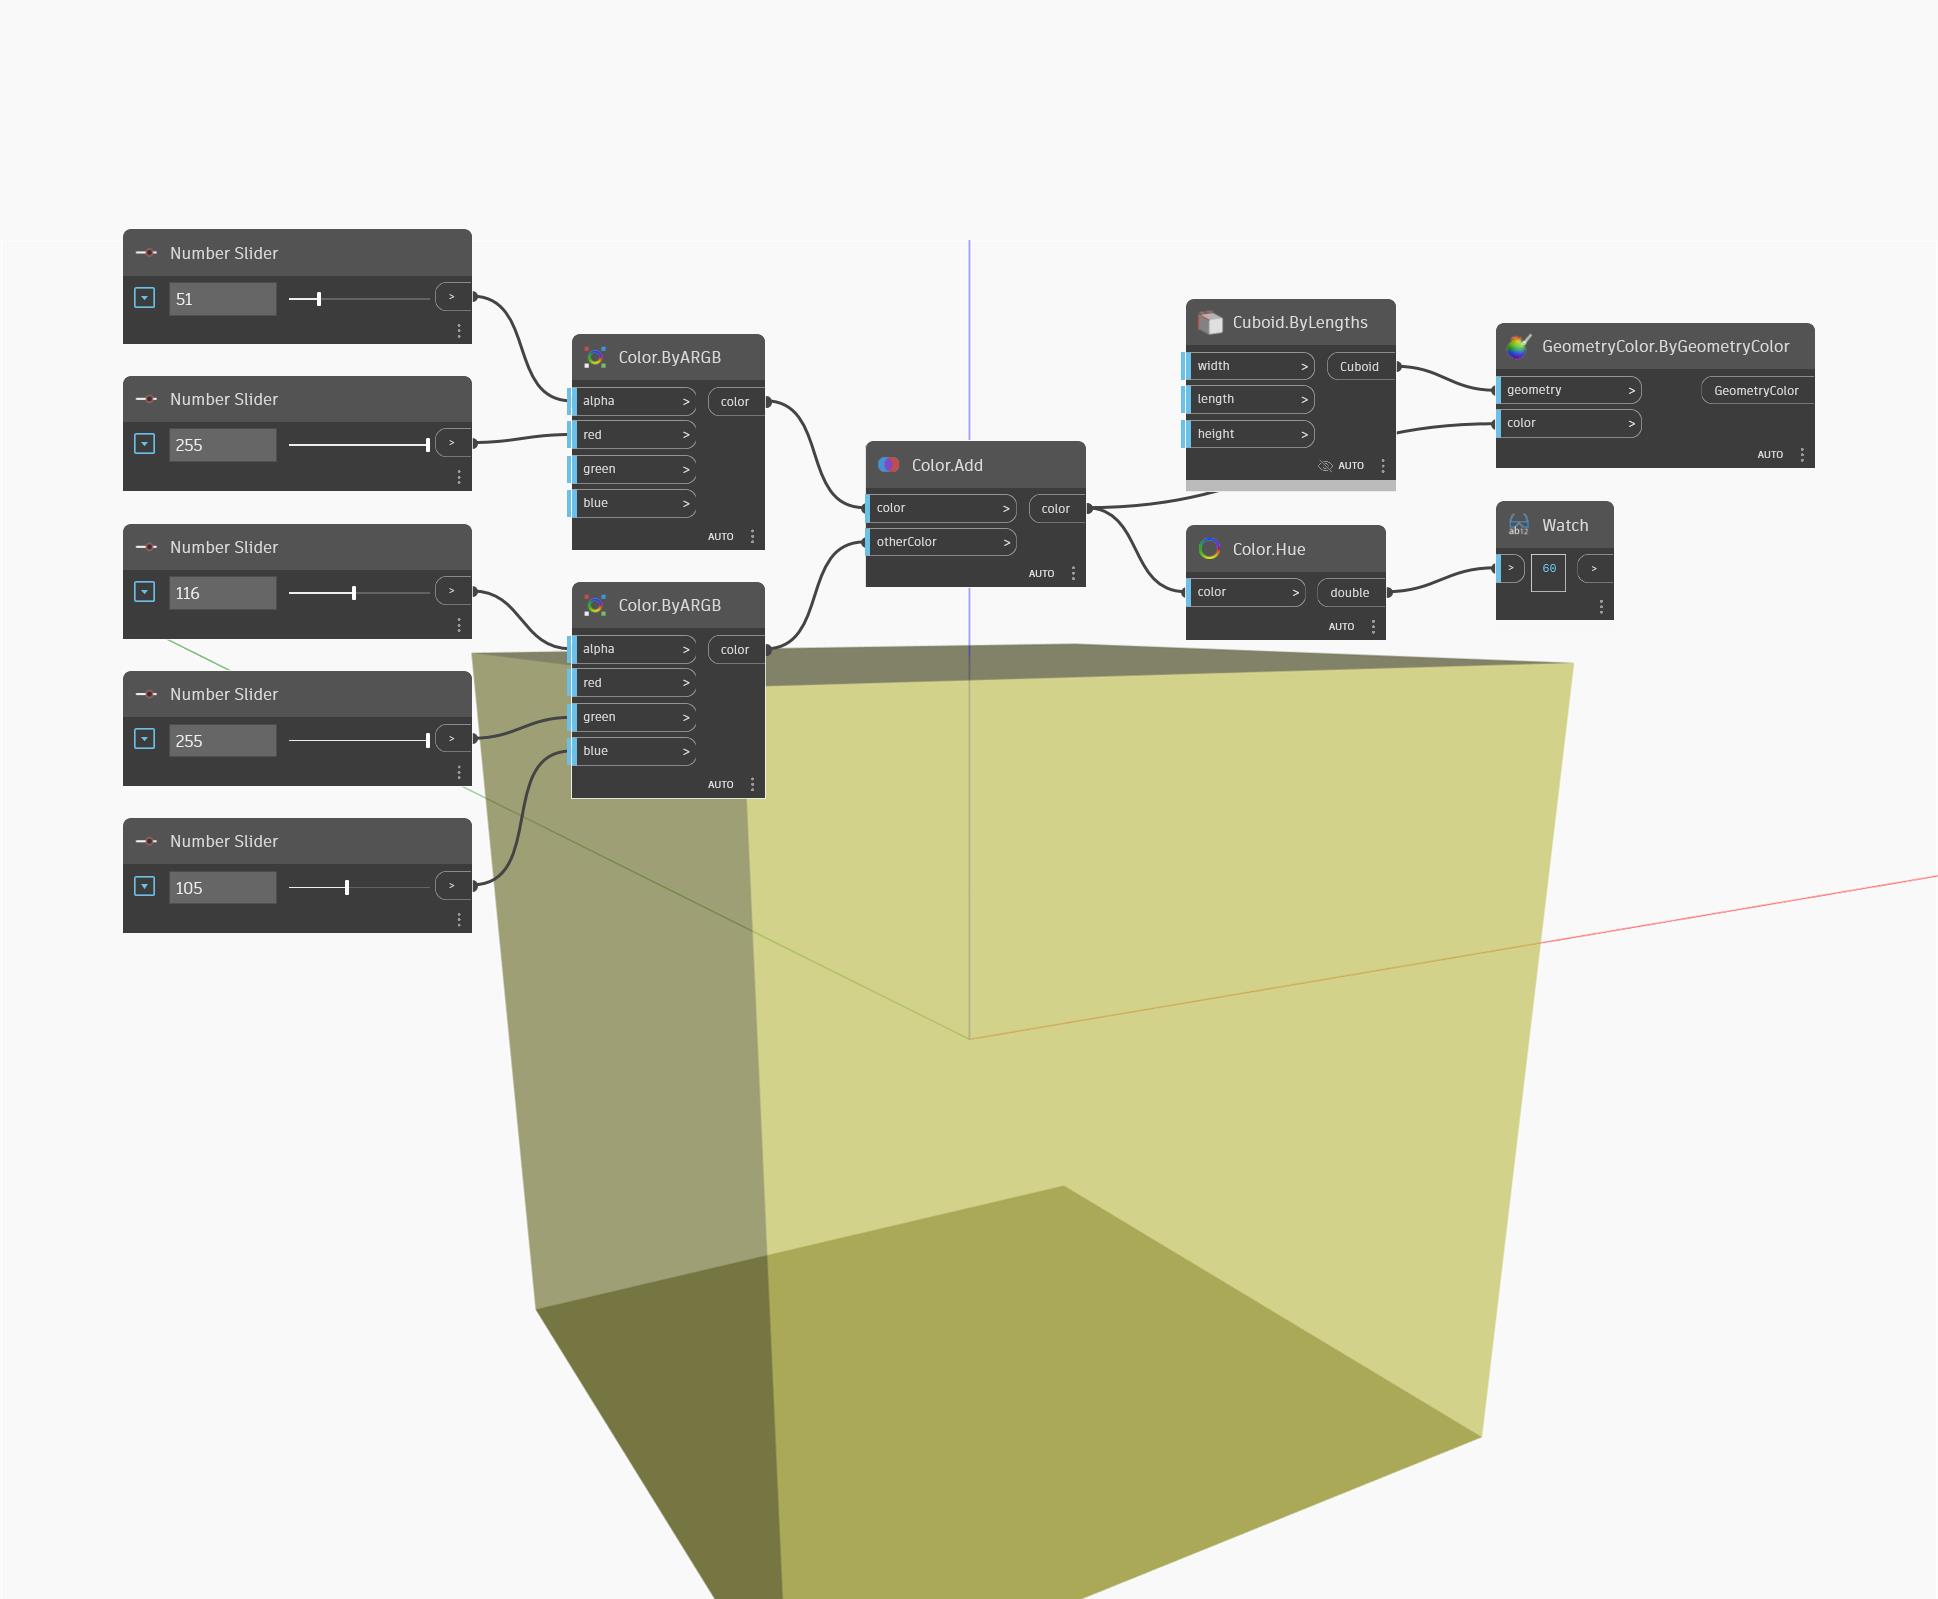 Number Slider
51
>
Number Slider
255
>
Number Slider
116
>
Number Slider
255
>
Number Slider
105
>
Color.ByARGB
alpha > color
red >
green >
blue >
AUTO
Color.ByARGB
alpha > color
red >
green >
blue >
AUTO
Color.Add
color > color
otherColor >
AUTO
Cuboid.ByLengths
width > Cuboid
length >
height >
AUTO
Color.Hue
color > double
AUTO
GeometryColor.ByGeometryColor
geometry > GeometryColor
color >
AUTO
ab12 Watch
> 60 >